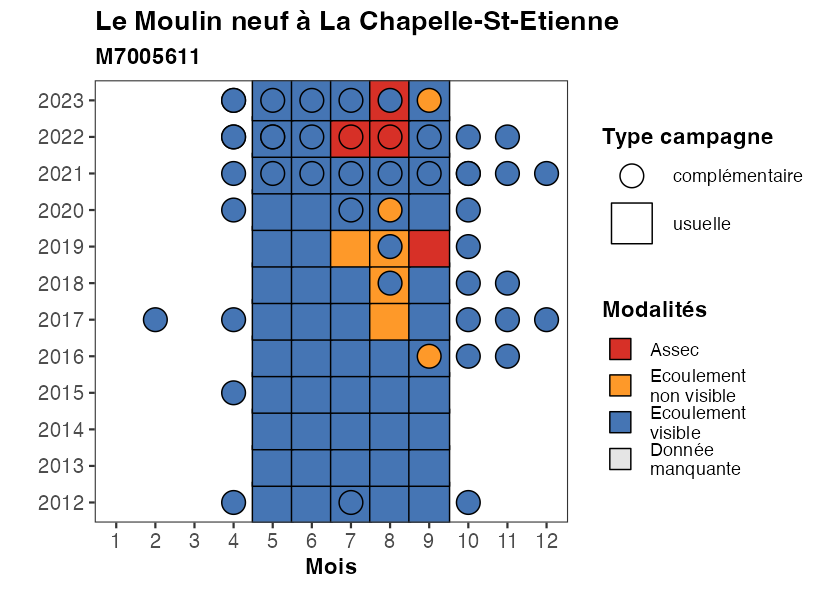 Le Moulin neuf à La Chapelle-St-Etienne
M7005611
2023
2022
2021
2020
2019
2018
2017
2016
2015
2014
2013
2012
1 2 3 4 5 6 7 8 9 10 11 12
Mois
Type campagne
complémentaire
usuelle
Modalités
Assec
Ecoulement
non visible
Ecoulement
visible
Donnée
manquante